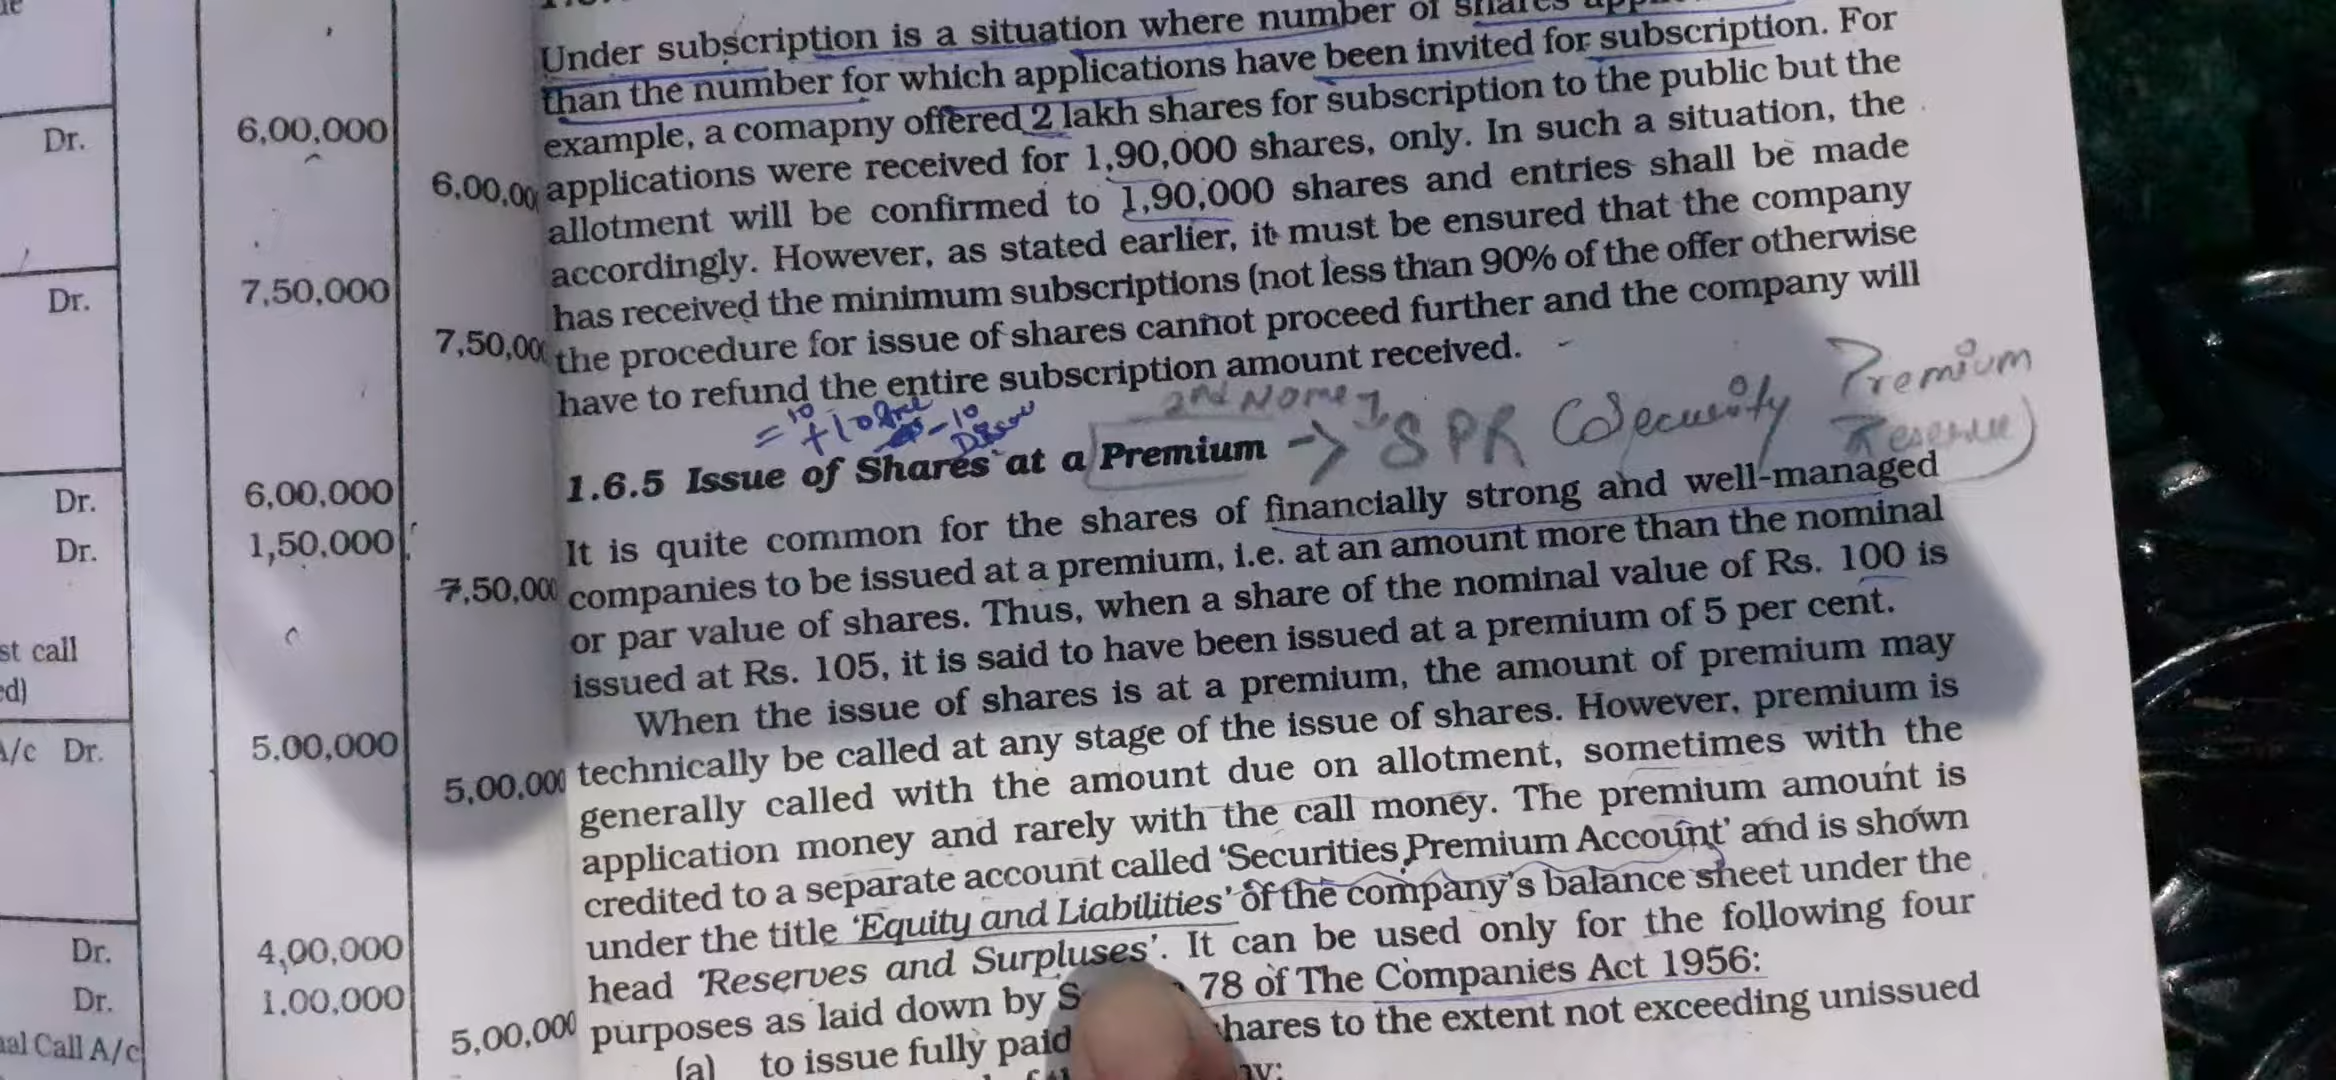 Dr.
6,00,000
6,00,00
Dr.
7,50,000
7,50,00
Dr.
6,00,000
Dr.
1,50,000
7,50,000
st call
ed)
A/c Dr.
5,00,000
5,00,000
Dr.
4,00,000
Dr.
1,00,000
5,00,000
nal Call A/c
Under subscription is a situation where number of shares
than the number for which applications have been invited for subscription. For
example, a comapny offered 2 lakh shares for subscription to the public but the
applications were received for 1,90,000 shares, only. In such a situation, the
allotment will be confirmed to 1,90,000 shares and entries shall be made
accordingly. However, as stated earlier, it must be ensured that the company
has received the minimum subscriptions (not less than 90% of the offer otherwise
the procedure for issue of shares cannot proceed further and the company will
have to refund the entire subscription amount received.
2nd Name
= 10 + 10 - 10
1.6.5 Issue of Shares at a Premium → SPR (Security Premium
Reserve)
It is quite common for the shares of financially strong and well-managed
companies to be issued at a premium, i.e. at an amount more than the nominal
or par value of shares. Thus, when a share of the nominal value of Rs. 100 is
issued at Rs. 105, it is said to have been issued at a premium of 5 per cent.
When the issue of shares is at a premium, the amount of premium may
technically be called at any stage of the issue of shares. However, premium is
generally called with the amount due on allotment, sometimes with the
application money and rarely with the call money. The premium amount is
credited to a separate account called 'Securities Premium Account' and is shown
under the title 'Equity and Liabilities' of the company's balance sheet under the
head 'Reserves and Surpluses'. It can be used only for the following four
purposes as laid down by 78 of The Companies Act 1956:
(a) to issue fully paid hares to the extent not exceeding unissued